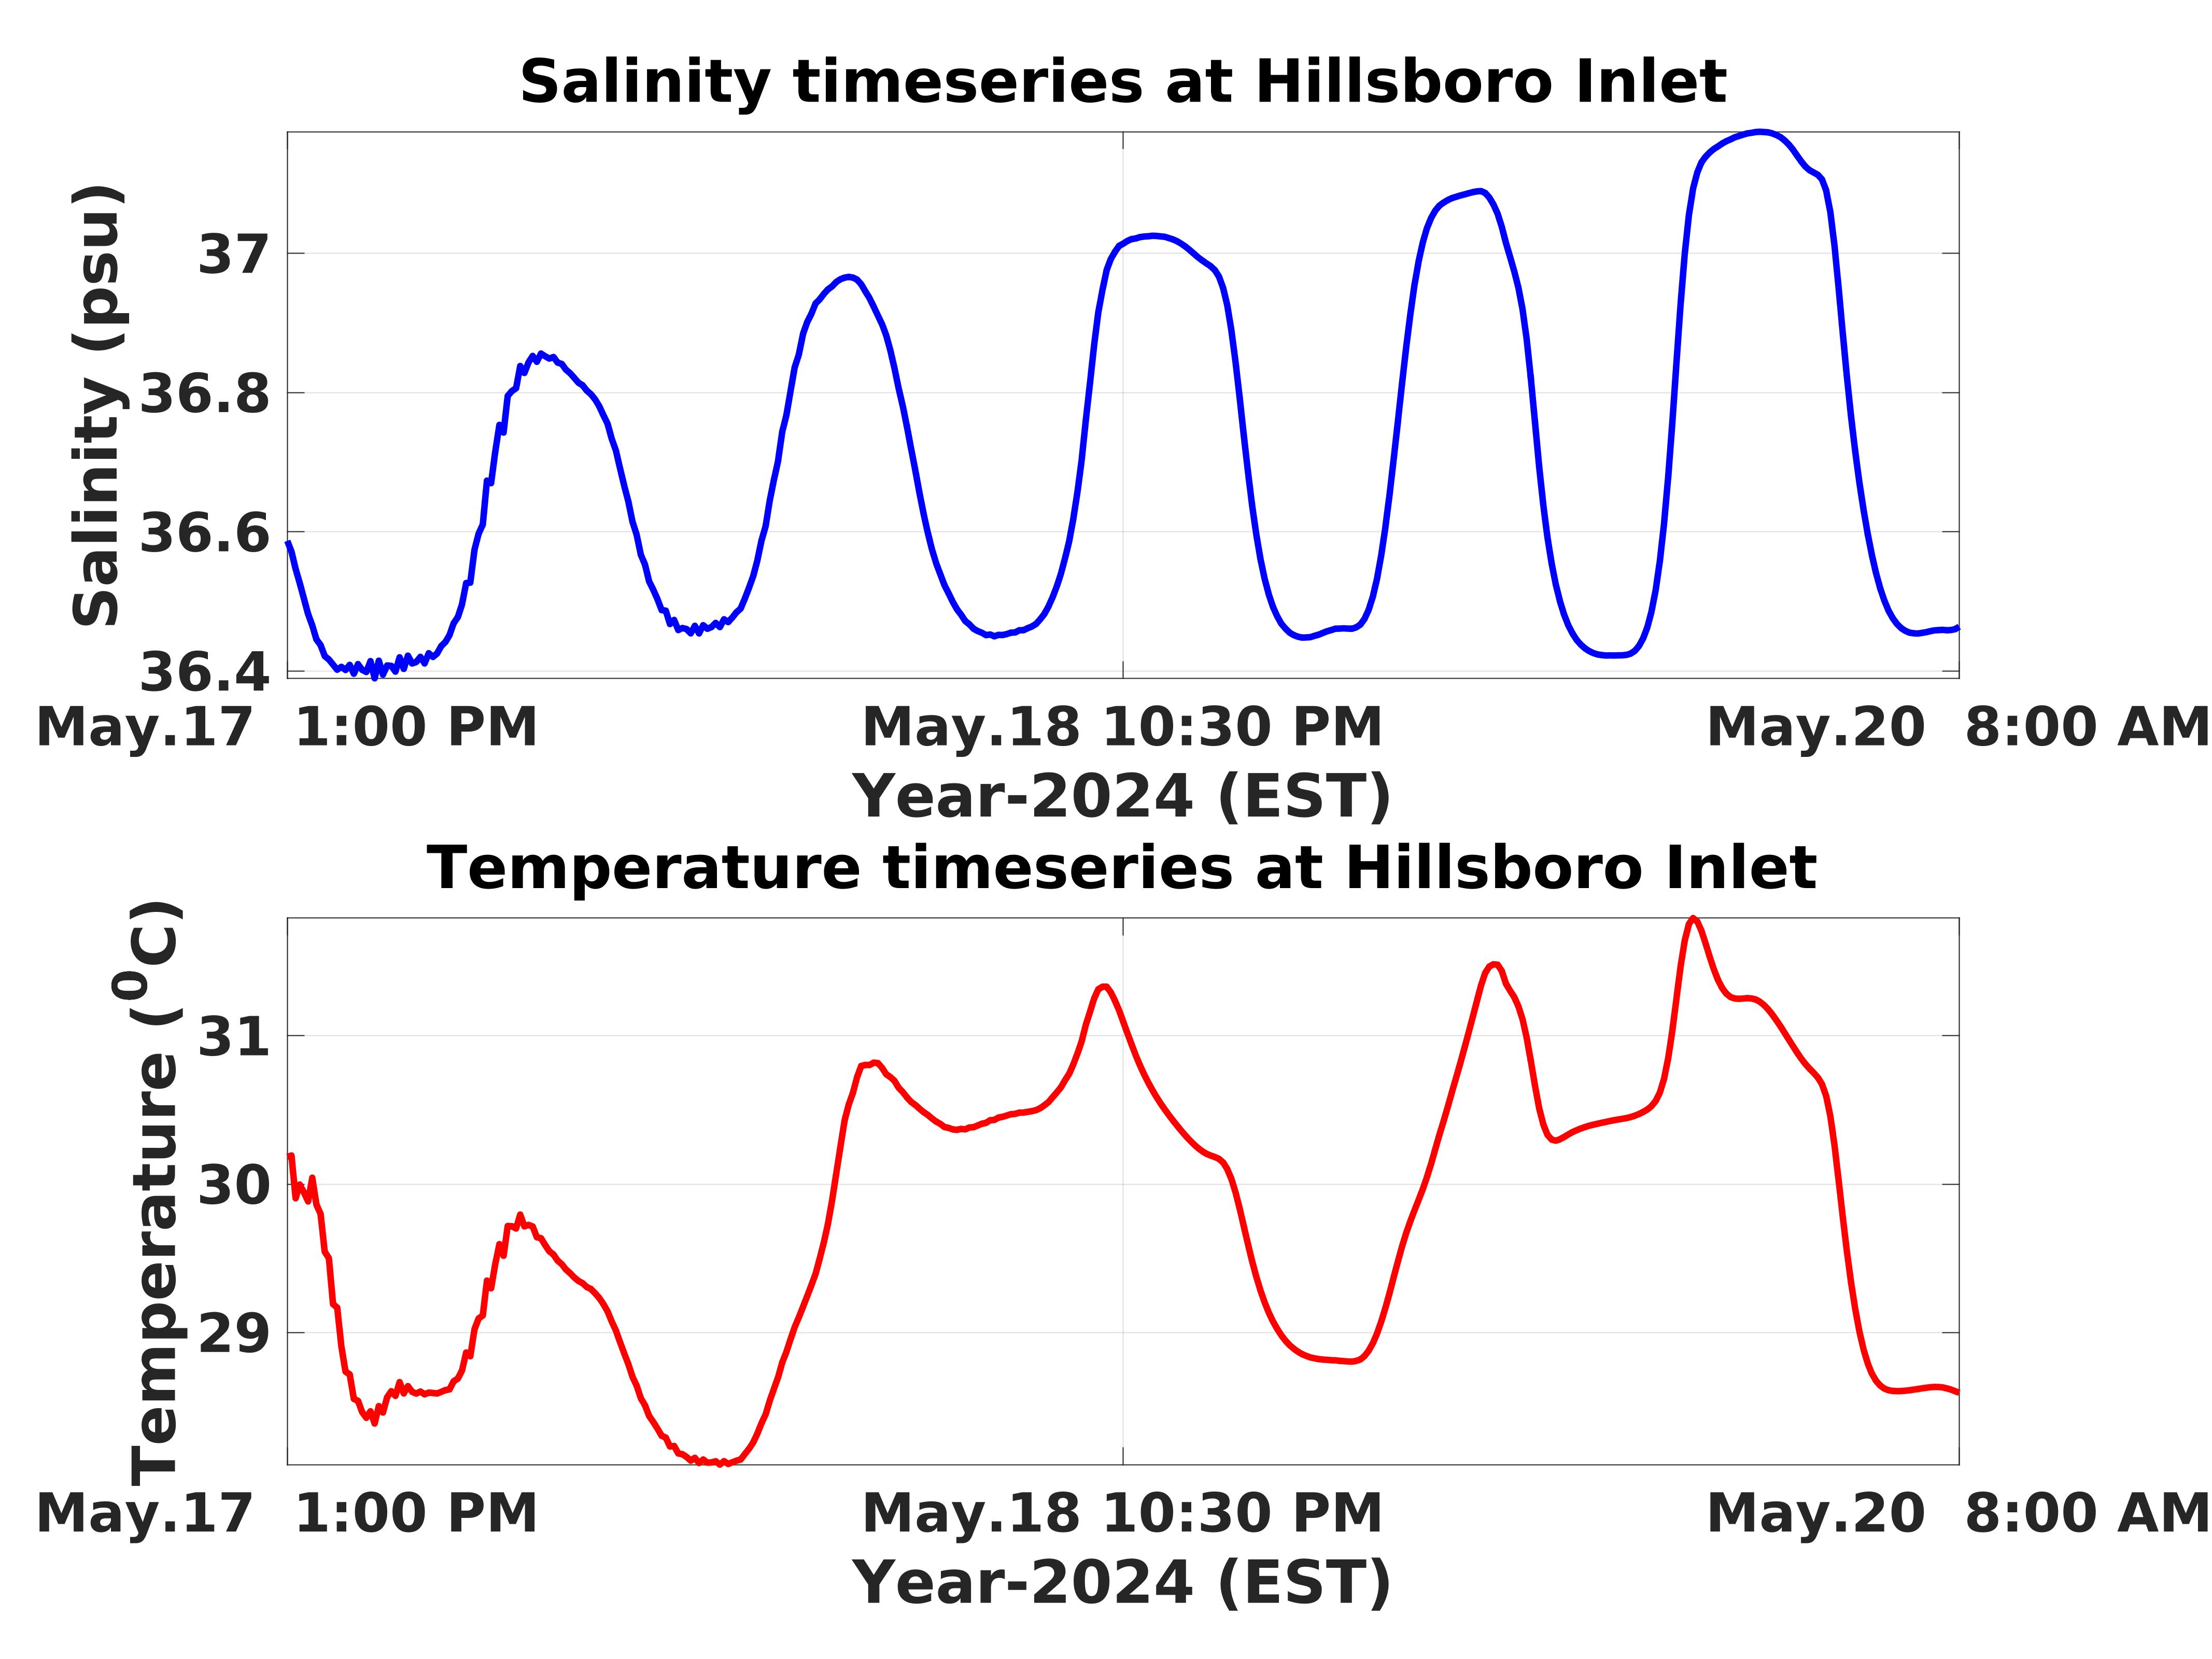 Salinity timeseries at Hillsboro Inlet
Salinity (psu)
37
36.8
36.6
36.4
May.17  1:00 PM
May.18 10:30 PM
May.20  8:00 AM
Year-2024 (EST)
Temperature timeseries at Hillsboro Inlet
Temperature (⁰C)
31
30
29
May.17  1:00 PM
May.18 10:30 PM
May.20  8:00 AM
Year-2024 (EST)